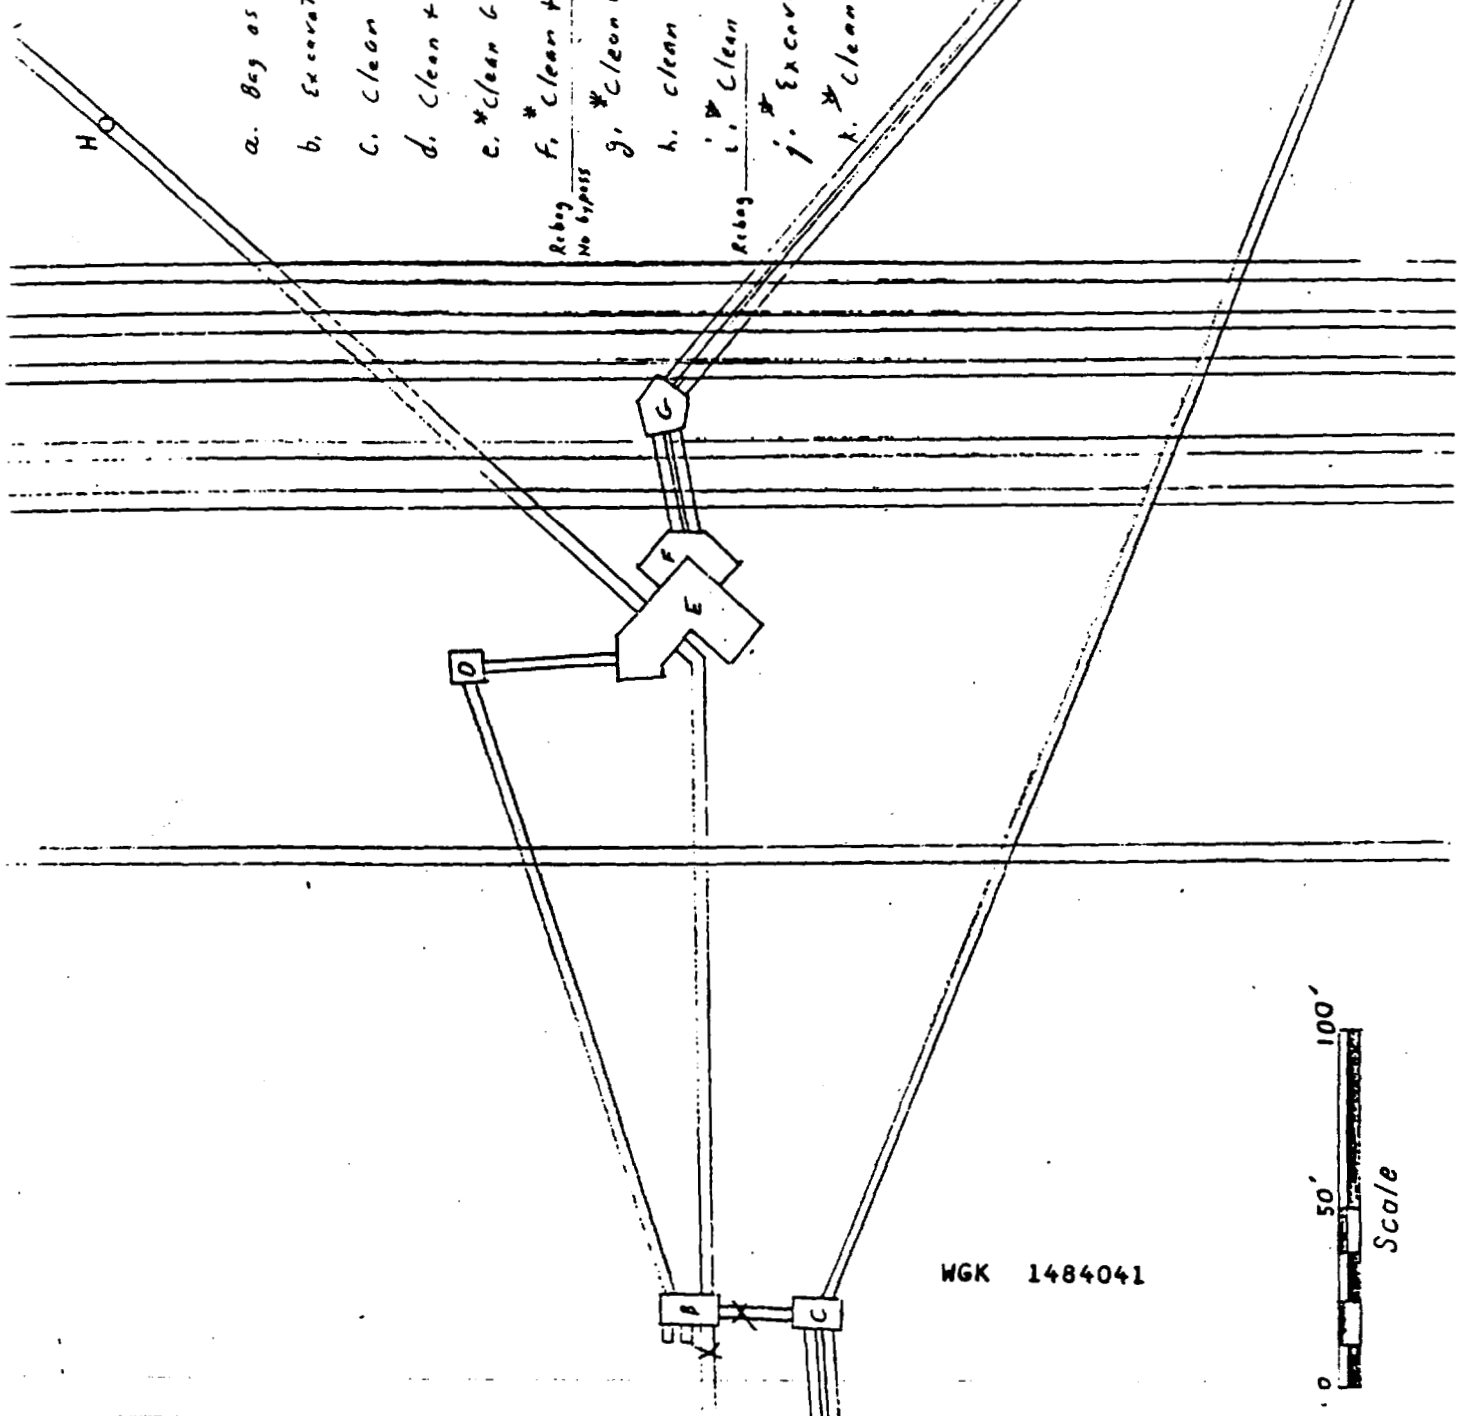 H
a. Bag as
b. Excavat
c. Clean
d. Clean +
e. *Clean G
f. *Clean +
Rebag
No bypass
g. *Clean
h. clean
i. * Clean
Rebag
j. * Excav
k. * Clean
G
F
E
D
B
C
WGK 1484041
0 50' 100'
Scale